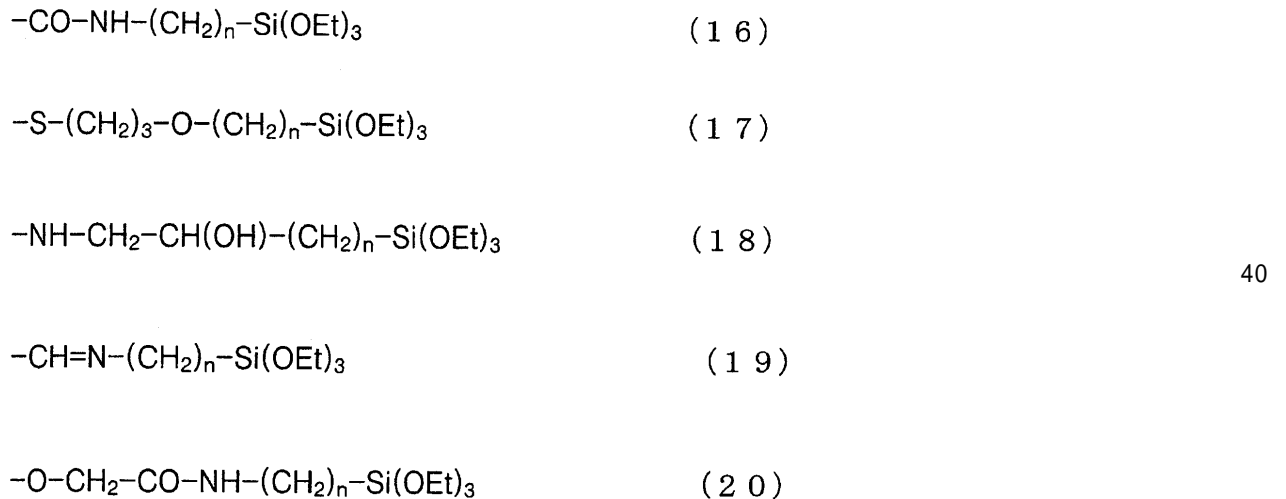 -CO-NH-(CH₂)ₙ-Si(OEt)₃ (16)
-S-(CH₂)₃-O-(CH₂)ₙ-Si(OEt)₃ (17)
-NH-CH₂-CH(OH)-(CH₂)ₙ-Si(OEt)₃ (18)
40
-CH=N-(CH₂)ₙ-Si(OEt)₃ (19)
-O-CH₂-CO-NH-(CH₂)ₙ-Si(OEt)₃ (20)